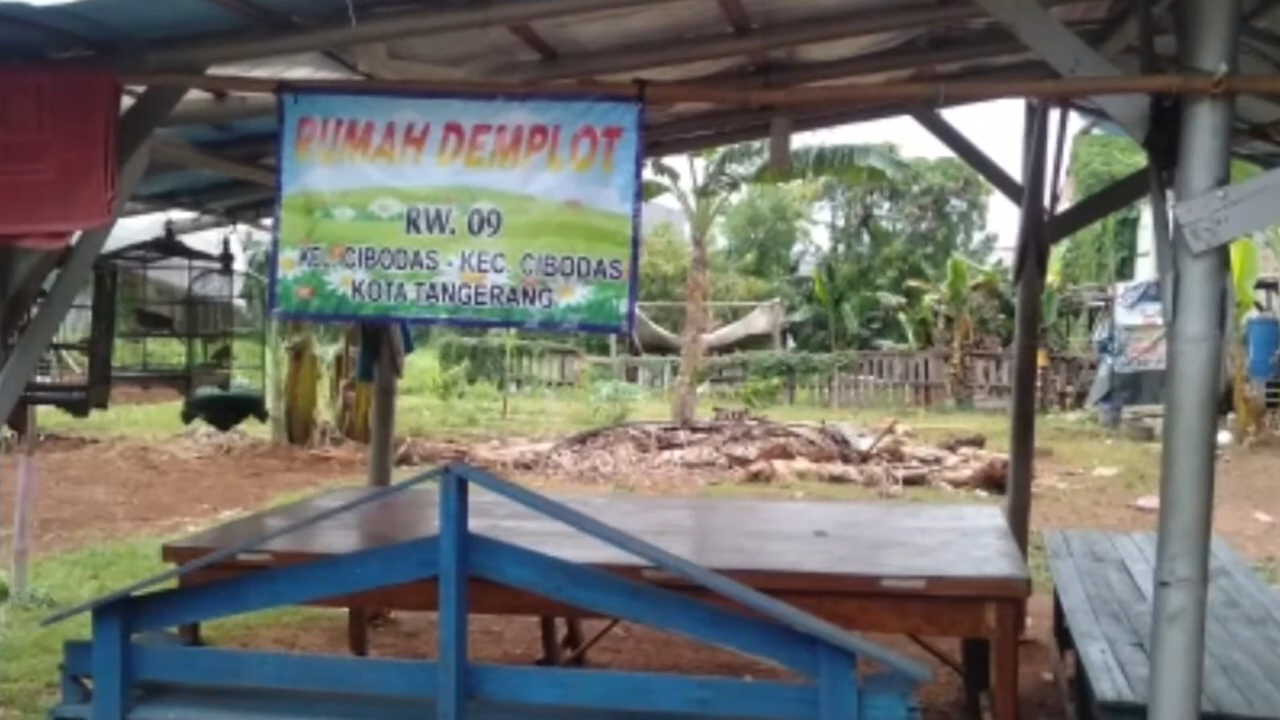 RUMAH DEMPLOT
RW. 09
KEL. CIBODAS - KEC. CIBODAS
KOTA TANGERANG